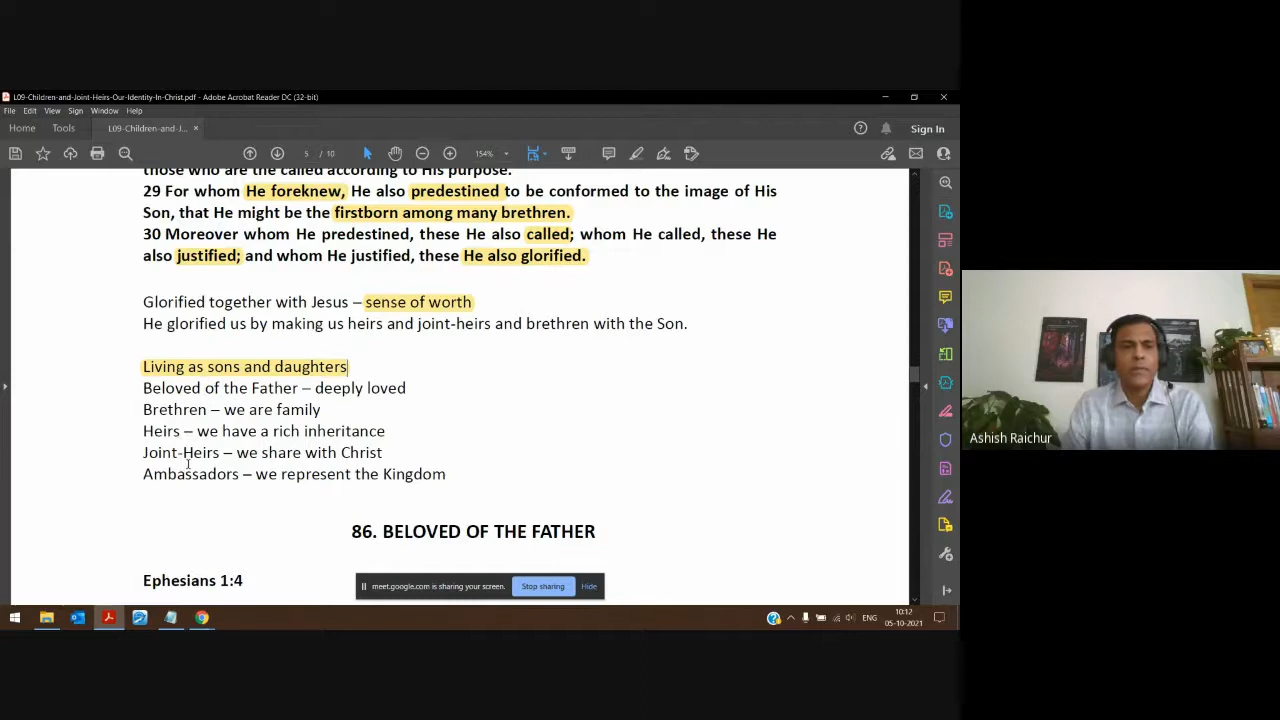 L09-Children-and-Joint-Heirs-Our-Identity-In-Christ.pdf - Adobe Acrobat Reader DC (32-bit)
File Edit View Sign Window Help
Home Tools L09-Children-and-J... × Sign In
5 / 10 154%
those who are the called according to His purpose.
29 For whom He foreknew, He also predestined to be conformed to the image of His
Son, that He might be the firstborn among many brethren.
30 Moreover whom He predestined, these He also called; whom He called, these He
also justified; and whom He justified, these He also glorified.
Glorified together with Jesus – sense of worth
He glorified us by making us heirs and joint-heirs and brethren with the Son.
Living as sons and daughters
Beloved of the Father – deeply loved
Brethren – we are family
Heirs – we have a rich inheritance
Joint-Heirs – we share with Christ
Ambassadors – we represent the Kingdom
86. BELOVED OF THE FATHER
Ephesians 1:4
meet.google.com is sharing your screen. Stop sharing Hide
ENG 10:12
05-10-2021
Ashish Raichur